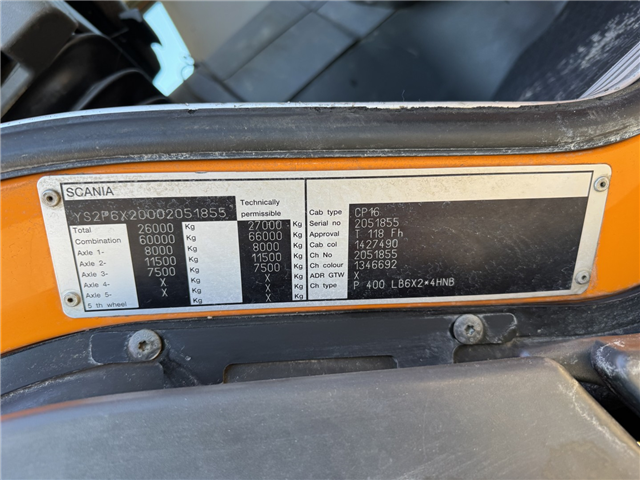 SCANIA
YS2P6X20002051855
Technically
permissible
Total 26000 Kg 27000 Kg
Combination 60000 Kg 66000 Kg
Axle 1- 8000 Kg 8000 Kg
Axle 2- 11500 Kg 11500 Kg
Axle 3- 7500 Kg 7500 Kg
Axle 4- X Kg X Kg
Axle 5- X Kg X Kg
5 th wheel X Kg X Kg
Cab type CP16
Serial no 2051855
Approval T 118 Fh
Cab col 1427490
Ch No 2051855
Ch colour 1346692
ADR GTW X
Ch type P 400 LB6X2*4HNB